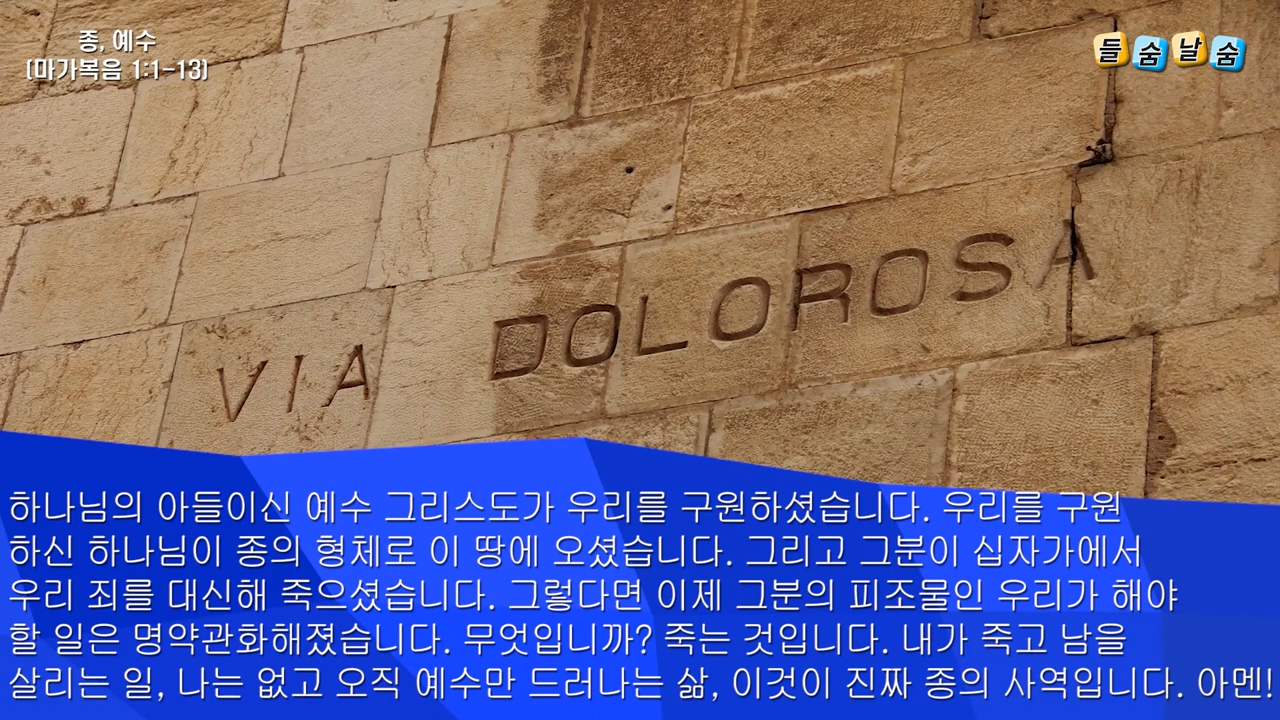 종, 예수
(마가복음 1:1-13)
들숨날숨
VIA DOLOROSA
하나님의 아들이신 예수 그리스도가 우리를 구원하셨습니다. 우리를 구원
하신 하나님이 종의 형체로 이 땅에 오셨습니다. 그리고 그분이 십자가에서
우리 죄를 대신해 죽으셨습니다. 그렇다면 이제 그분의 피조물인 우리가 해야
할 일은 명약관화해졌습니다. 무엇입니까? 죽는 것입니다. 내가 죽고 남을
살리는 일, 나는 없고 오직 예수만 드러나는 삶, 이것이 진짜 종의 사역입니다. 아멘!